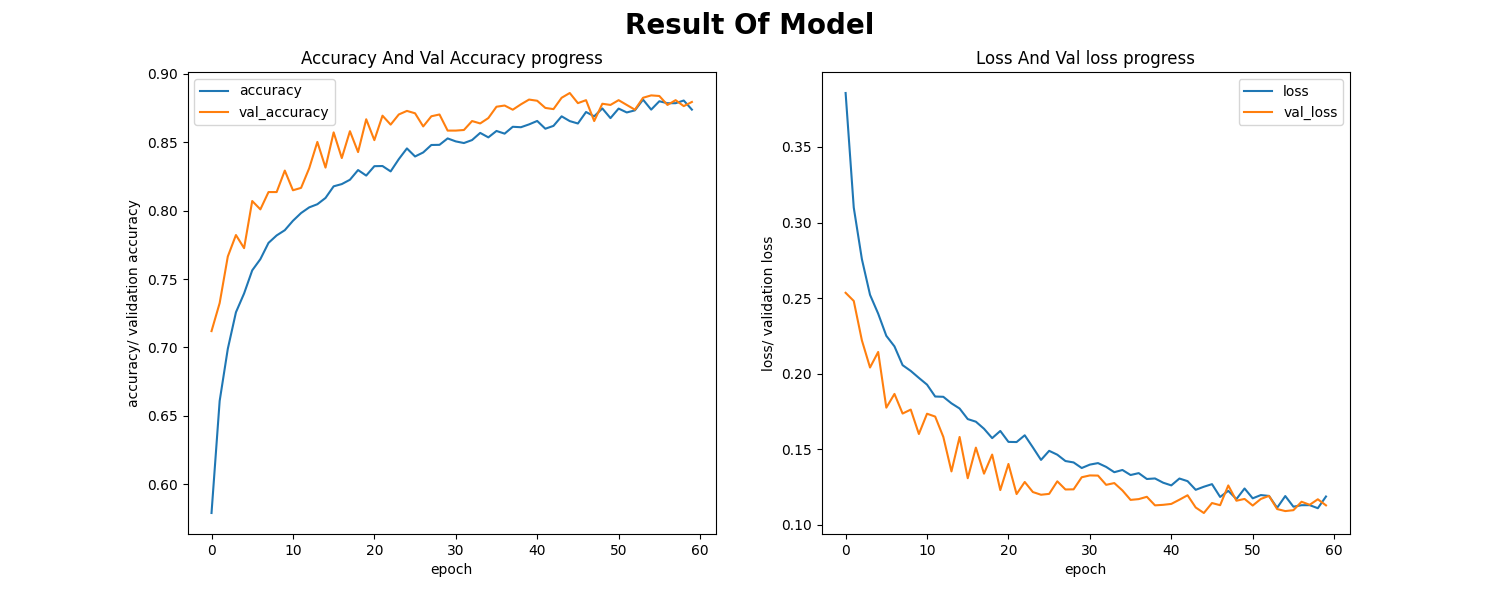 Result Of Model
Accuracy And Val Accuracy progress
accuracy
val_accuracy
0.90
0.85
0.80
0.75
0.70
0.65
0.60
accuracy/ validation accuracy
0
10
20
30
40
50
60
epoch
Loss And Val loss progress
loss
val_loss
0.35
0.30
0.25
0.20
0.15
0.10
loss/ validation loss
0
10
20
30
40
50
60
epoch